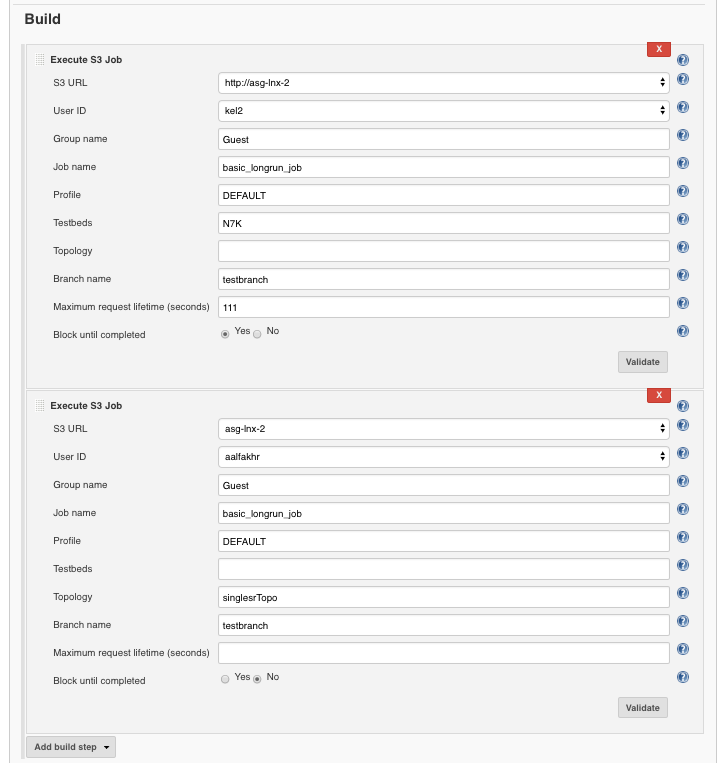 Build
Execute S3 Job
X
S3 URL http://asg-lnx-2
User ID kel2
Group name Guest
Job name basic_longrun_job
Profile DEFAULT
Testbeds N7K
Topology
Branch name testbranch
Maximum request lifetime (seconds) 111
Block until completed Yes No
Validate
Execute S3 Job
X
S3 URL asg-lnx-2
User ID aalfakhr
Group name Guest
Job name basic_longrun_job
Profile DEFAULT
Testbeds
Topology singlesrTopo
Branch name testbranch
Maximum request lifetime (seconds)
Block until completed Yes No
Validate
Add build step